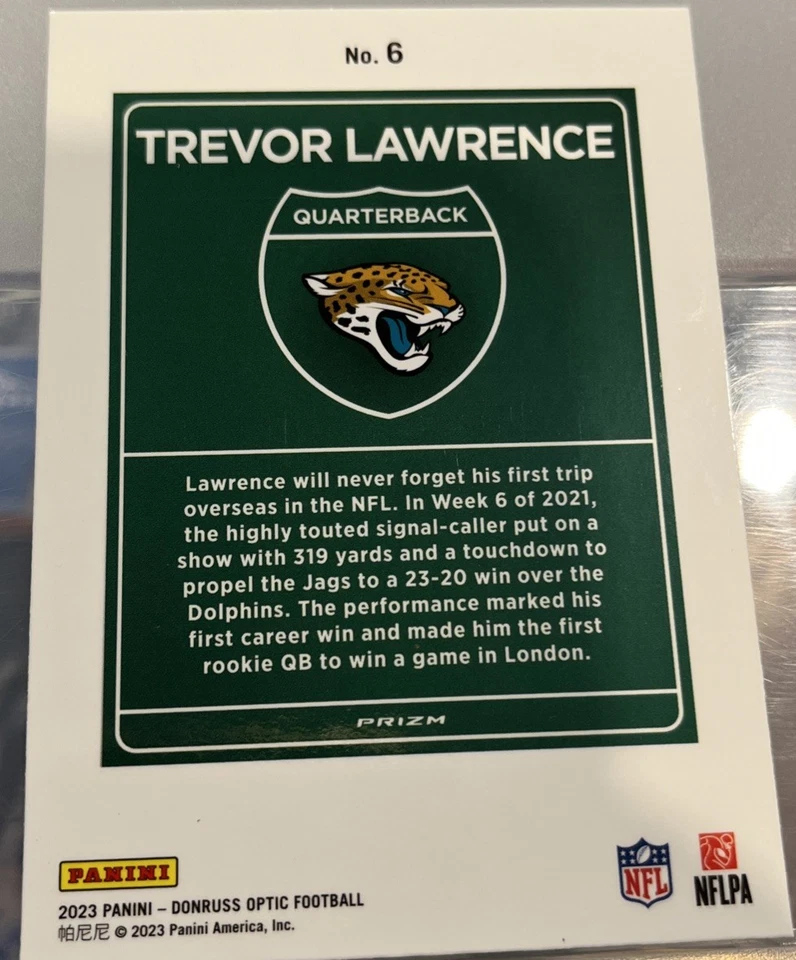 No. 6
TREVOR LAWRENCE
QUARTERBACK
Lawrence will never forget his first trip
overseas in the NFL. In Week 6 of 2021,
the highly touted signal-caller put on a
show with 319 yards and a touchdown to
propel the Jags to a 23-20 win over the
Dolphins. The performance marked his
first career win and made him the first
rookie QB to win a game in London.
PRIZM
PANINI
2023 PANINI – DONRUSS OPTIC FOOTBALL
帕尼尼 © 2023 Panini America, Inc.
NFL
NFLPA